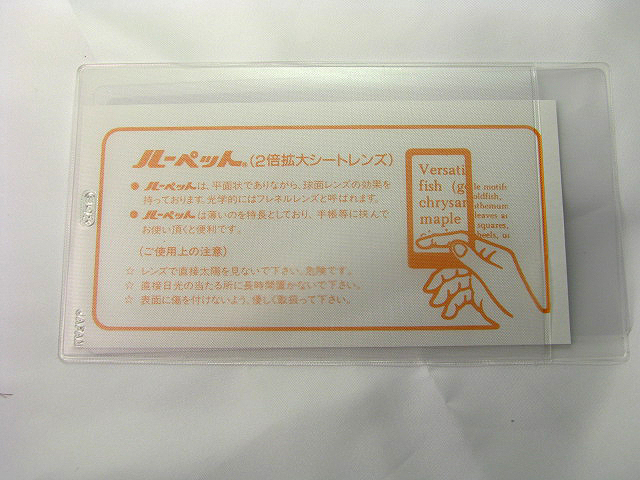 ルーペット®(2倍拡大シートレンズ)
● ルーペットは、平面状でありながら、球面レンズの効果を
持っております。光学的にはフレネルレンズと呼ばれます。
● ルーペットは薄いのを特長としており、手帳等に挟んで
お使い頂くと便利です。
(ご使用上の注意)
☆ レンズで直接太陽を見ないで下さい。危険です。
☆ 直接日光の当たる所に長時間置かないで下さい。
☆ 表面に傷を付けないよう、優しく取扱って下さい。
Versati
fish (g
chrysar
maple
le motifs
oldfish,
themum
leaves a
squares,
heels, u
JAPAN